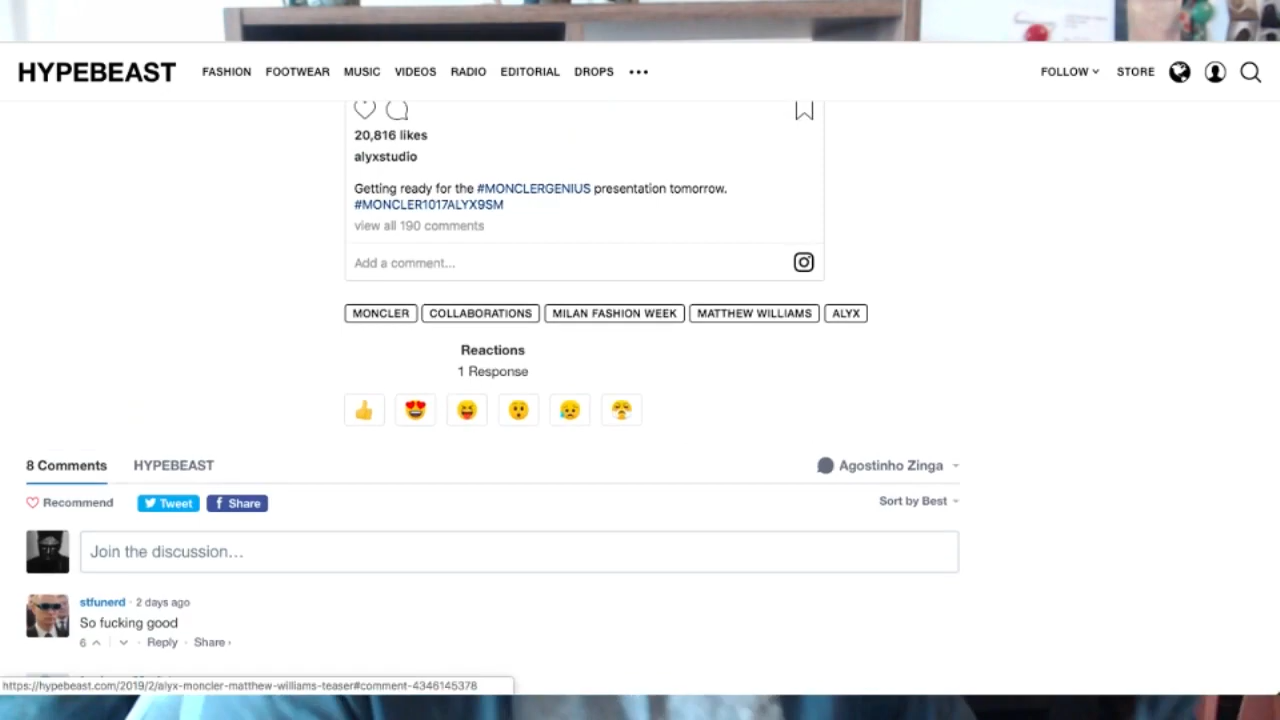 HYPEBEAST FASHION FOOTWEAR MUSIC VIDEOS RADIO EDITORIAL DROPS ••• FOLLOW STORE
20,816 likes
alyxstudio
Getting ready for the #MONCLERGENIUS presentation tomorrow.
#MONCLER1017ALYX9SM
view all 190 comments
Add a comment...
MONCLER COLLABORATIONS MILAN FASHION WEEK MATTHEW WILLIAMS ALYX
Reactions
1 Response
8 Comments HYPEBEAST Agostinho Zinga
Recommend Tweet f Share Sort by Best
Join the discussion...
stfunerd · 2 days ago
So fucking good
6 · Reply · Share ›
https://hypebeast.com/2019/2/alyx-moncler-matthew-williams-teaser#comment-4346145378